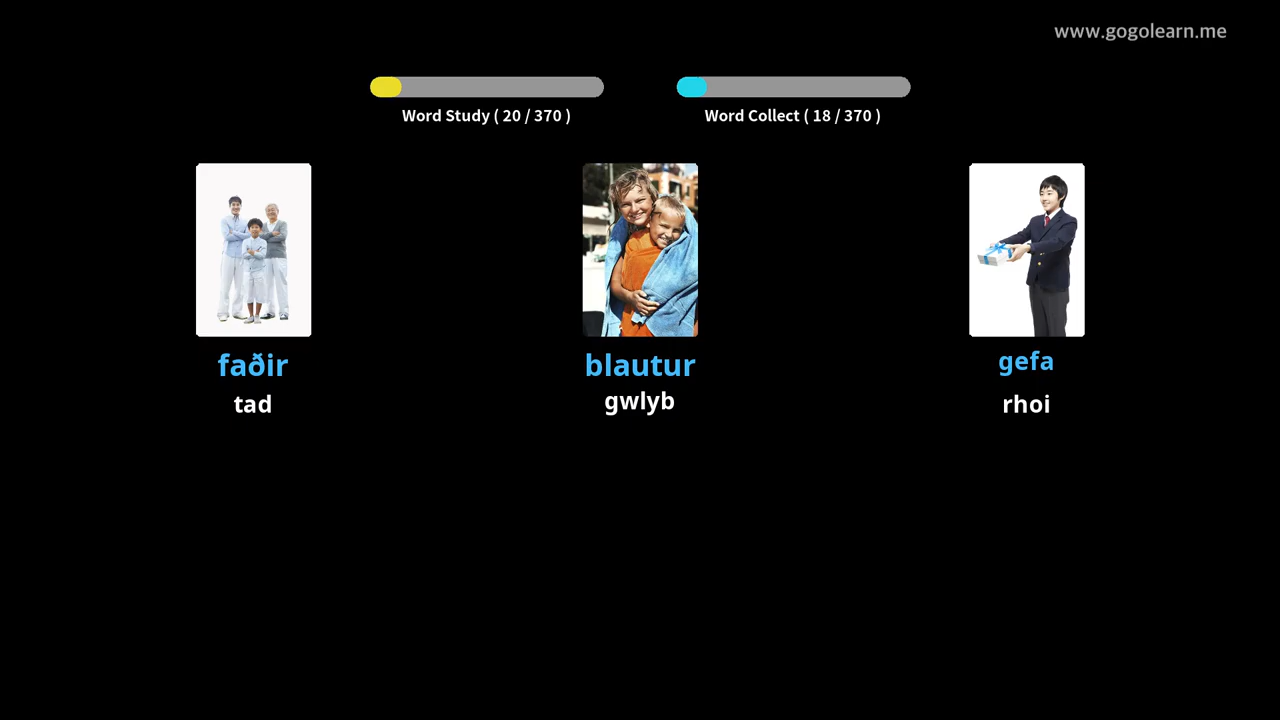 www.gogolearn.me
Word Study ( 20 / 370 )
Word Collect ( 18 / 370 )
faðir
blautur
gefa
tad
gwlyb
rhoi